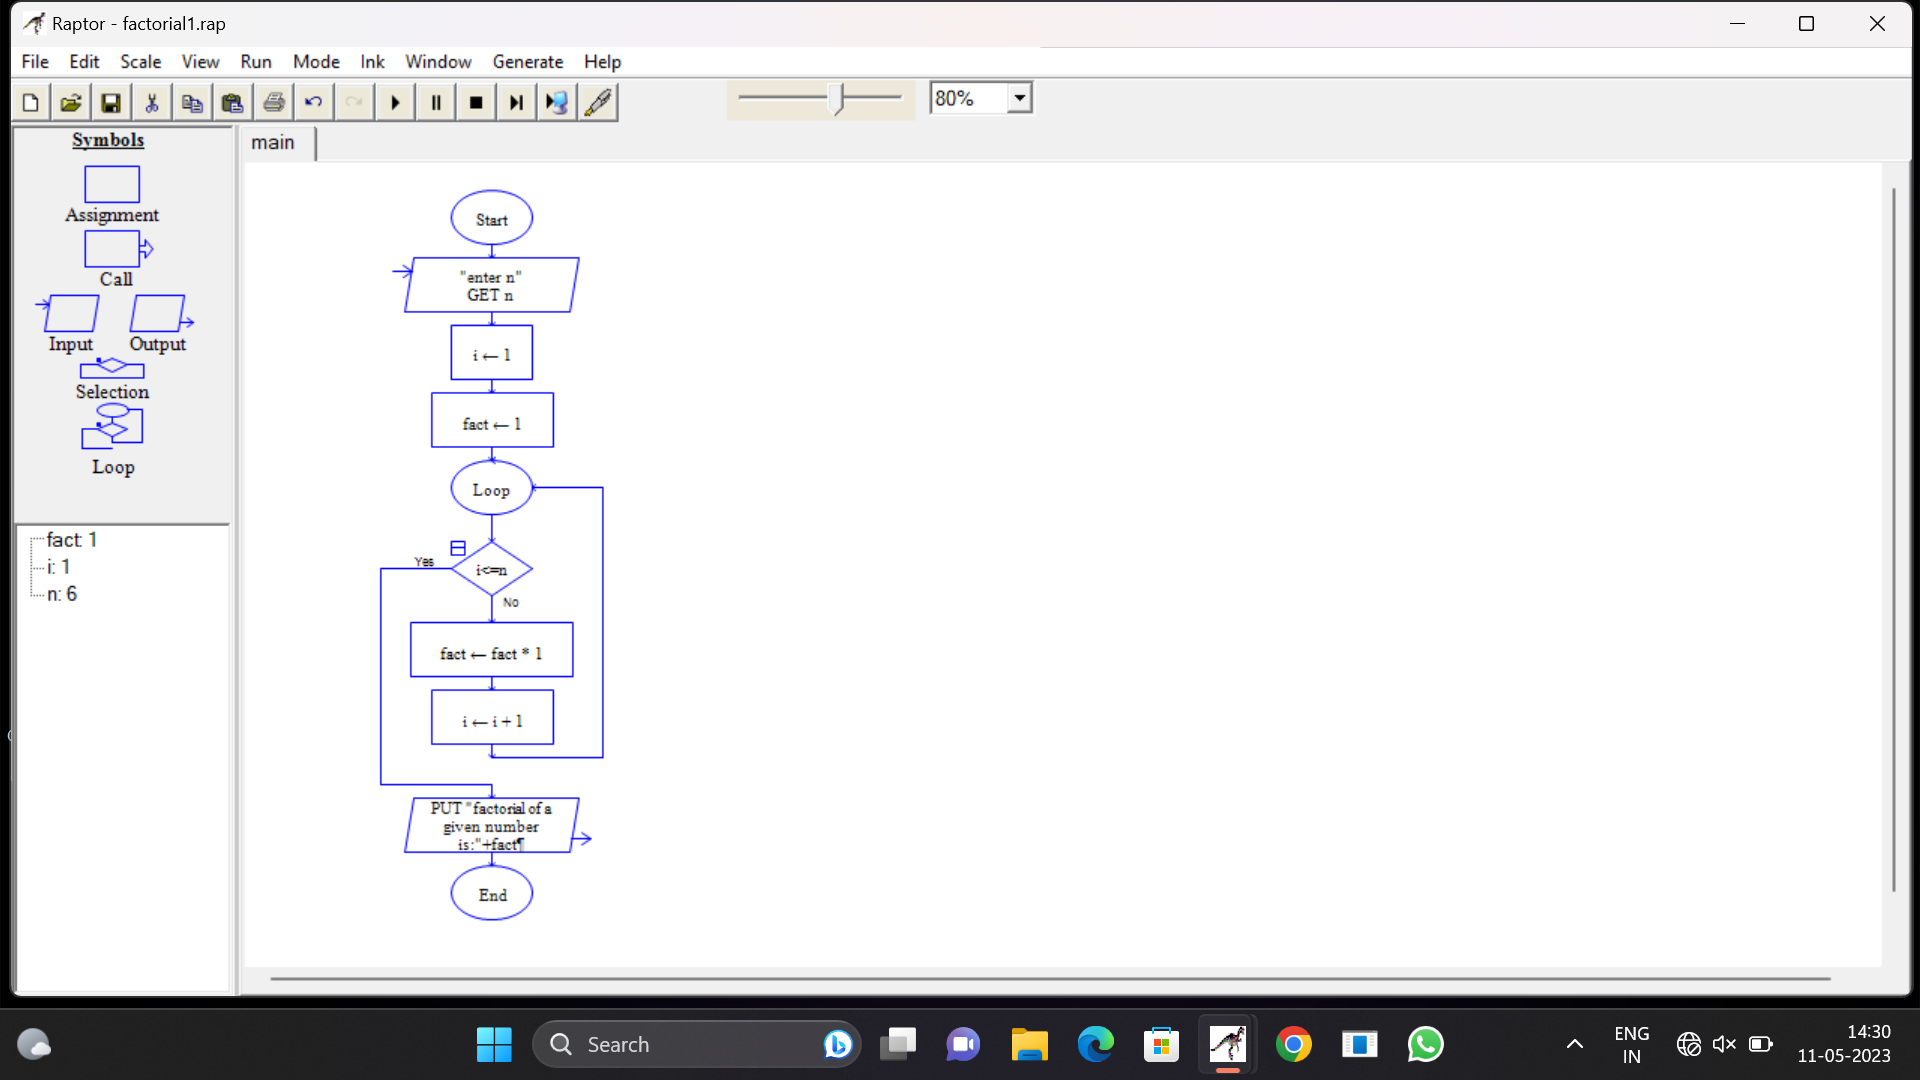 Raptor - factorial1.rap
File Edit Scale View Run Mode Ink Window Generate Help
80%
Symbols
Assignment
Call
Input Output
Selection
Loop
fact: 1
i: 1
n: 6
main
Start
"enter n"
GET n
i ← 1
fact ← 1
Loop
Yes
i<=n
No
fact ← fact * 1
i ← i + 1
PUT "factorial of a
given number
is:"+fact¶
End
Search
ENG
IN
14:30
11-05-2023